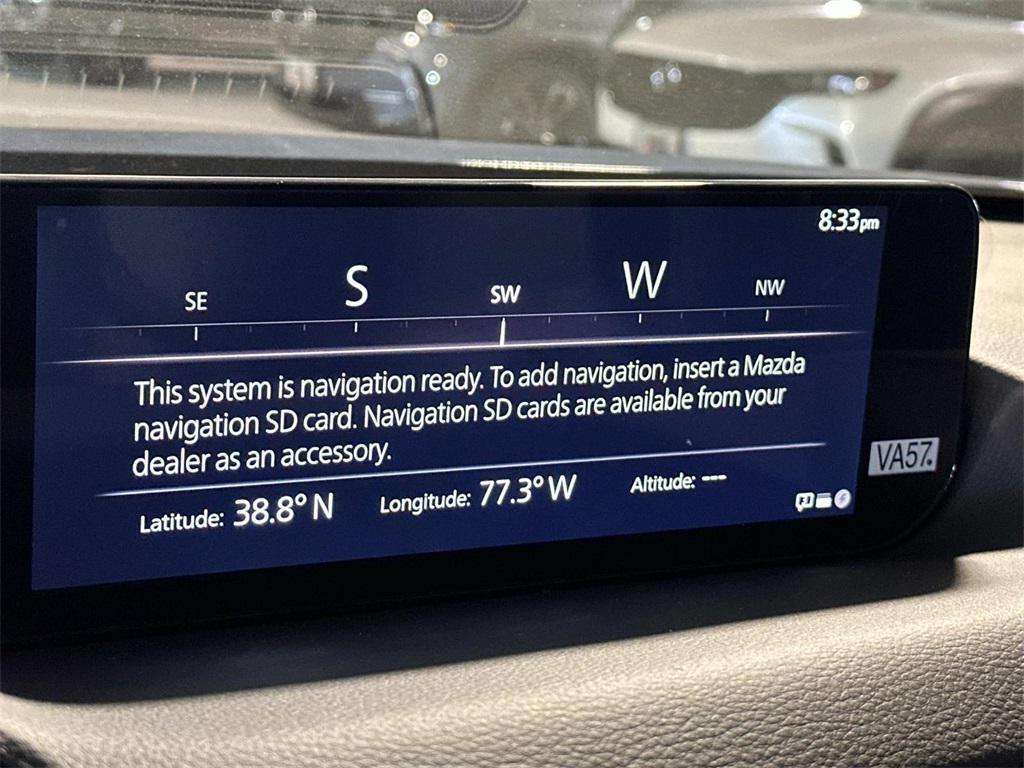 8:33pm
SE S SW W NW
This system is navigation ready. To add navigation, insert a Mazda
navigation SD card. Navigation SD cards are available from your
dealer as an accessory.
Latitude: 38.8° N Longitude: 77.3° W Altitude: ---
VA57.